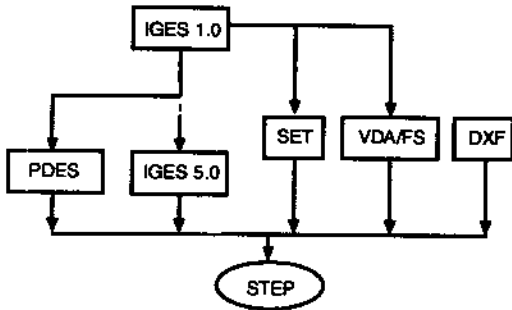 IGES 1.0
SET
VDA/FS
DXF
PDES
IGES 5.0
STEP